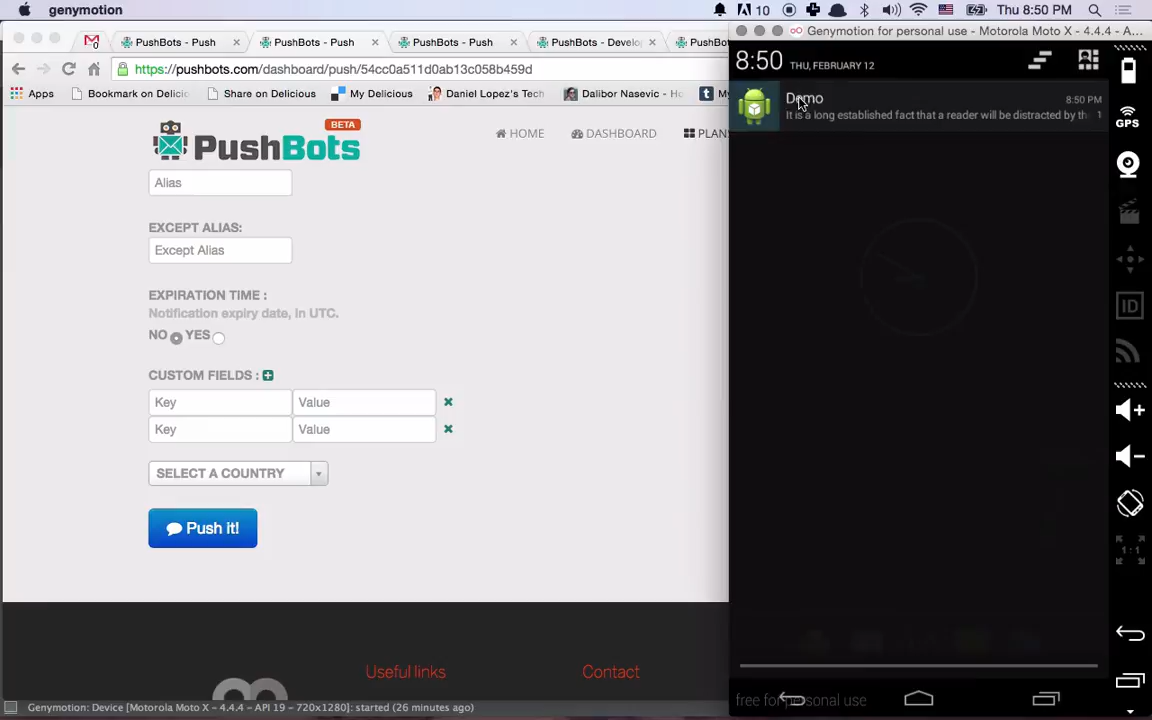 genymotion
10
Thu 8:50 PM
PushBots - Push
PushBots - Push
PushBots - Push
PushBots - Develo
PushBo
https://pushbots.com/dashboard/push/54cc0a511d0ab13c058b459d
Apps
Bookmark on Delicio
Share on Delicious
My Delicious
Daniel Lopez's Tech
Dalibor Nasevic - Ho
My
BETA
PushBots
HOME
DASHBOARD
PLANS
Alias
EXCEPT ALIAS:
Except Alias
EXPIRATION TIME :
Notification expiry date, in UTC.
NO YES
CUSTOM FIELDS :
Key Value
Key Value
SELECT A COUNTRY
Push it!
Useful links
Contact
Genymotion: Device [Motorola Moto X - 4.4.4 - API 19 - 720x1280]: started (26 minutes ago)
Genymotion for personal use - Motorola Moto X - 4.4.4 - A...
8:50 THU, FEBRUARY 12
Demo
8:50 PM
It is a long established fact that a reader will be distracted by th 1
free for personal use
GPS
ID
1:1